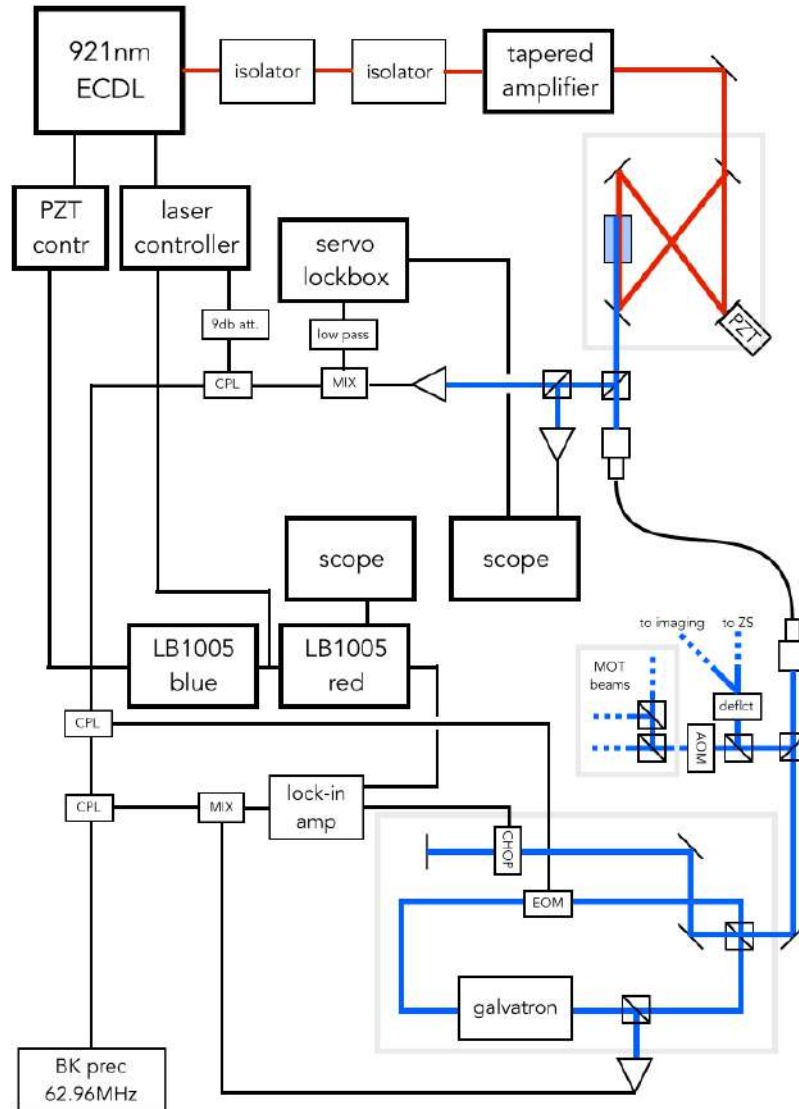 921nm
ECDL
isolator
isolator
tapered
amplifier
PZT
contr
laser
controller
servo
lockbox
9db att.
low pass
PZT
CPL
MIX
scope
scope
to imaging
to ZS
LB1005
blue
LB1005
red
MOT
beams
deflct
AOM
CPL
CPL
MIX
lock-in
amp
CHOP
EOM
galvatron
BK prec
62.96MHz